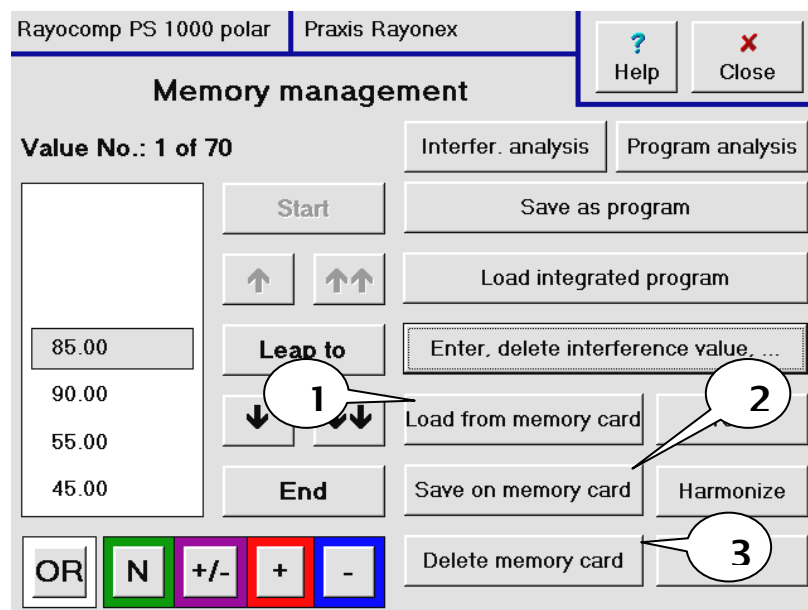 Rayocomp PS 1000 polar
Praxis Rayonex
?
Help
x
Close
Memory management
Value No.: 1 of 70
Interfer. analysis
Program analysis
Start
Save as program
Load integrated program
85.00
Leap to
Enter, delete interference value, ...
90.00
1
2
Load from memory card
55.00
45.00
End
Save on memory card
Harmonize
OR
N
+/-
+
-
Delete memory card
3